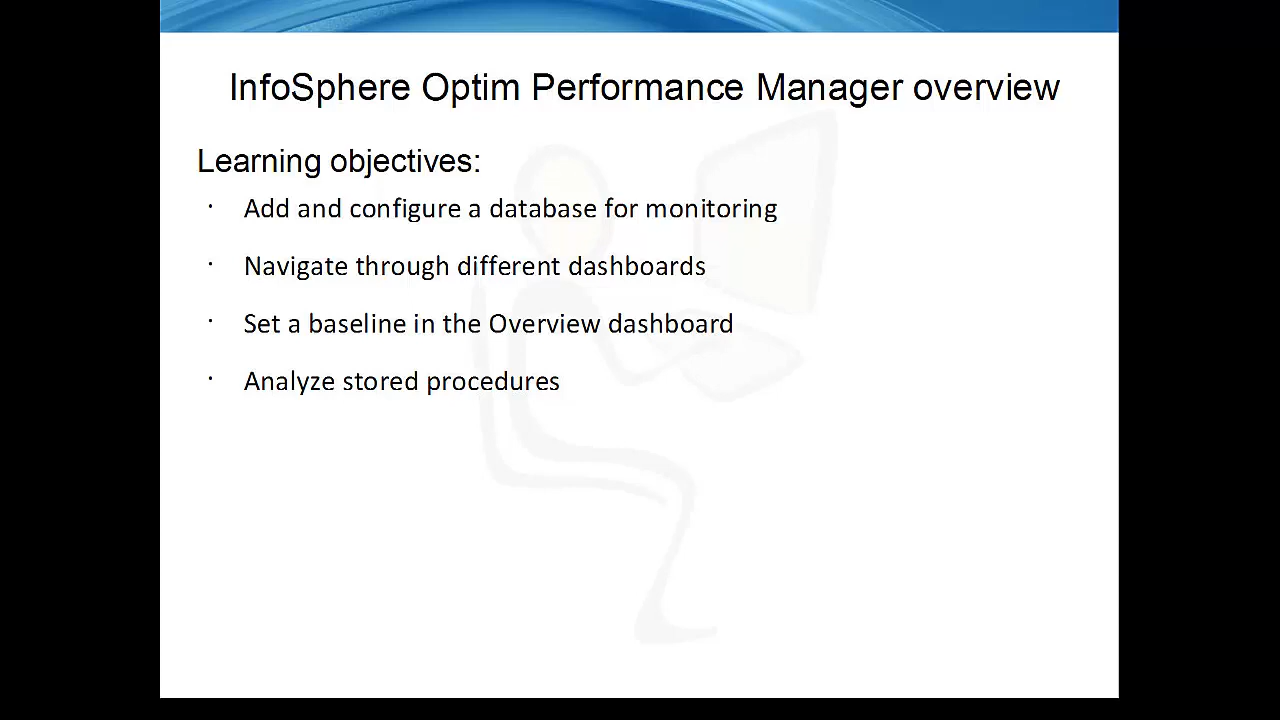 InfoSphere Optim Performance Manager overview
Learning objectives:
· Add and configure a database for monitoring
· Navigate through different dashboards
· Set a baseline in the Overview dashboard
· Analyze stored procedures